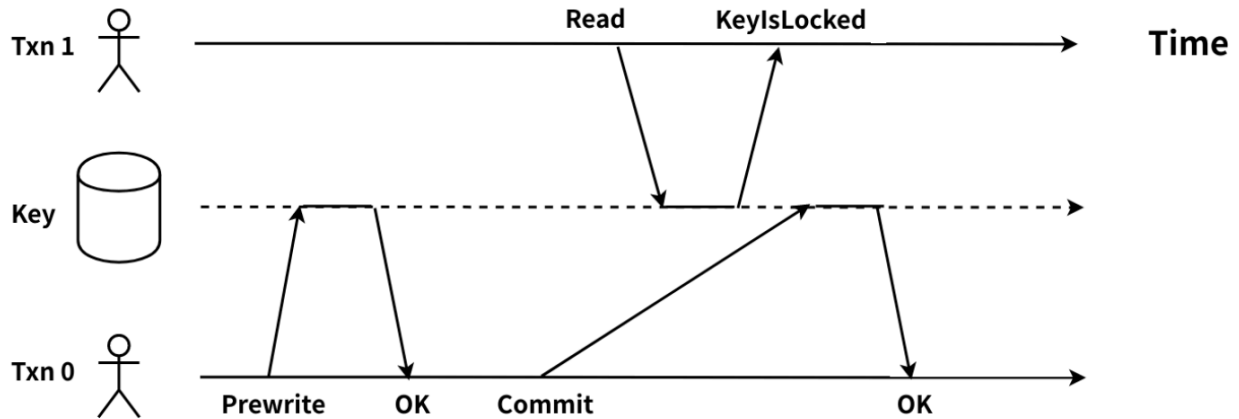 Read KeyIsLocked
Txn 1
Time
Key
Txn 0
Prewrite OK Commit OK